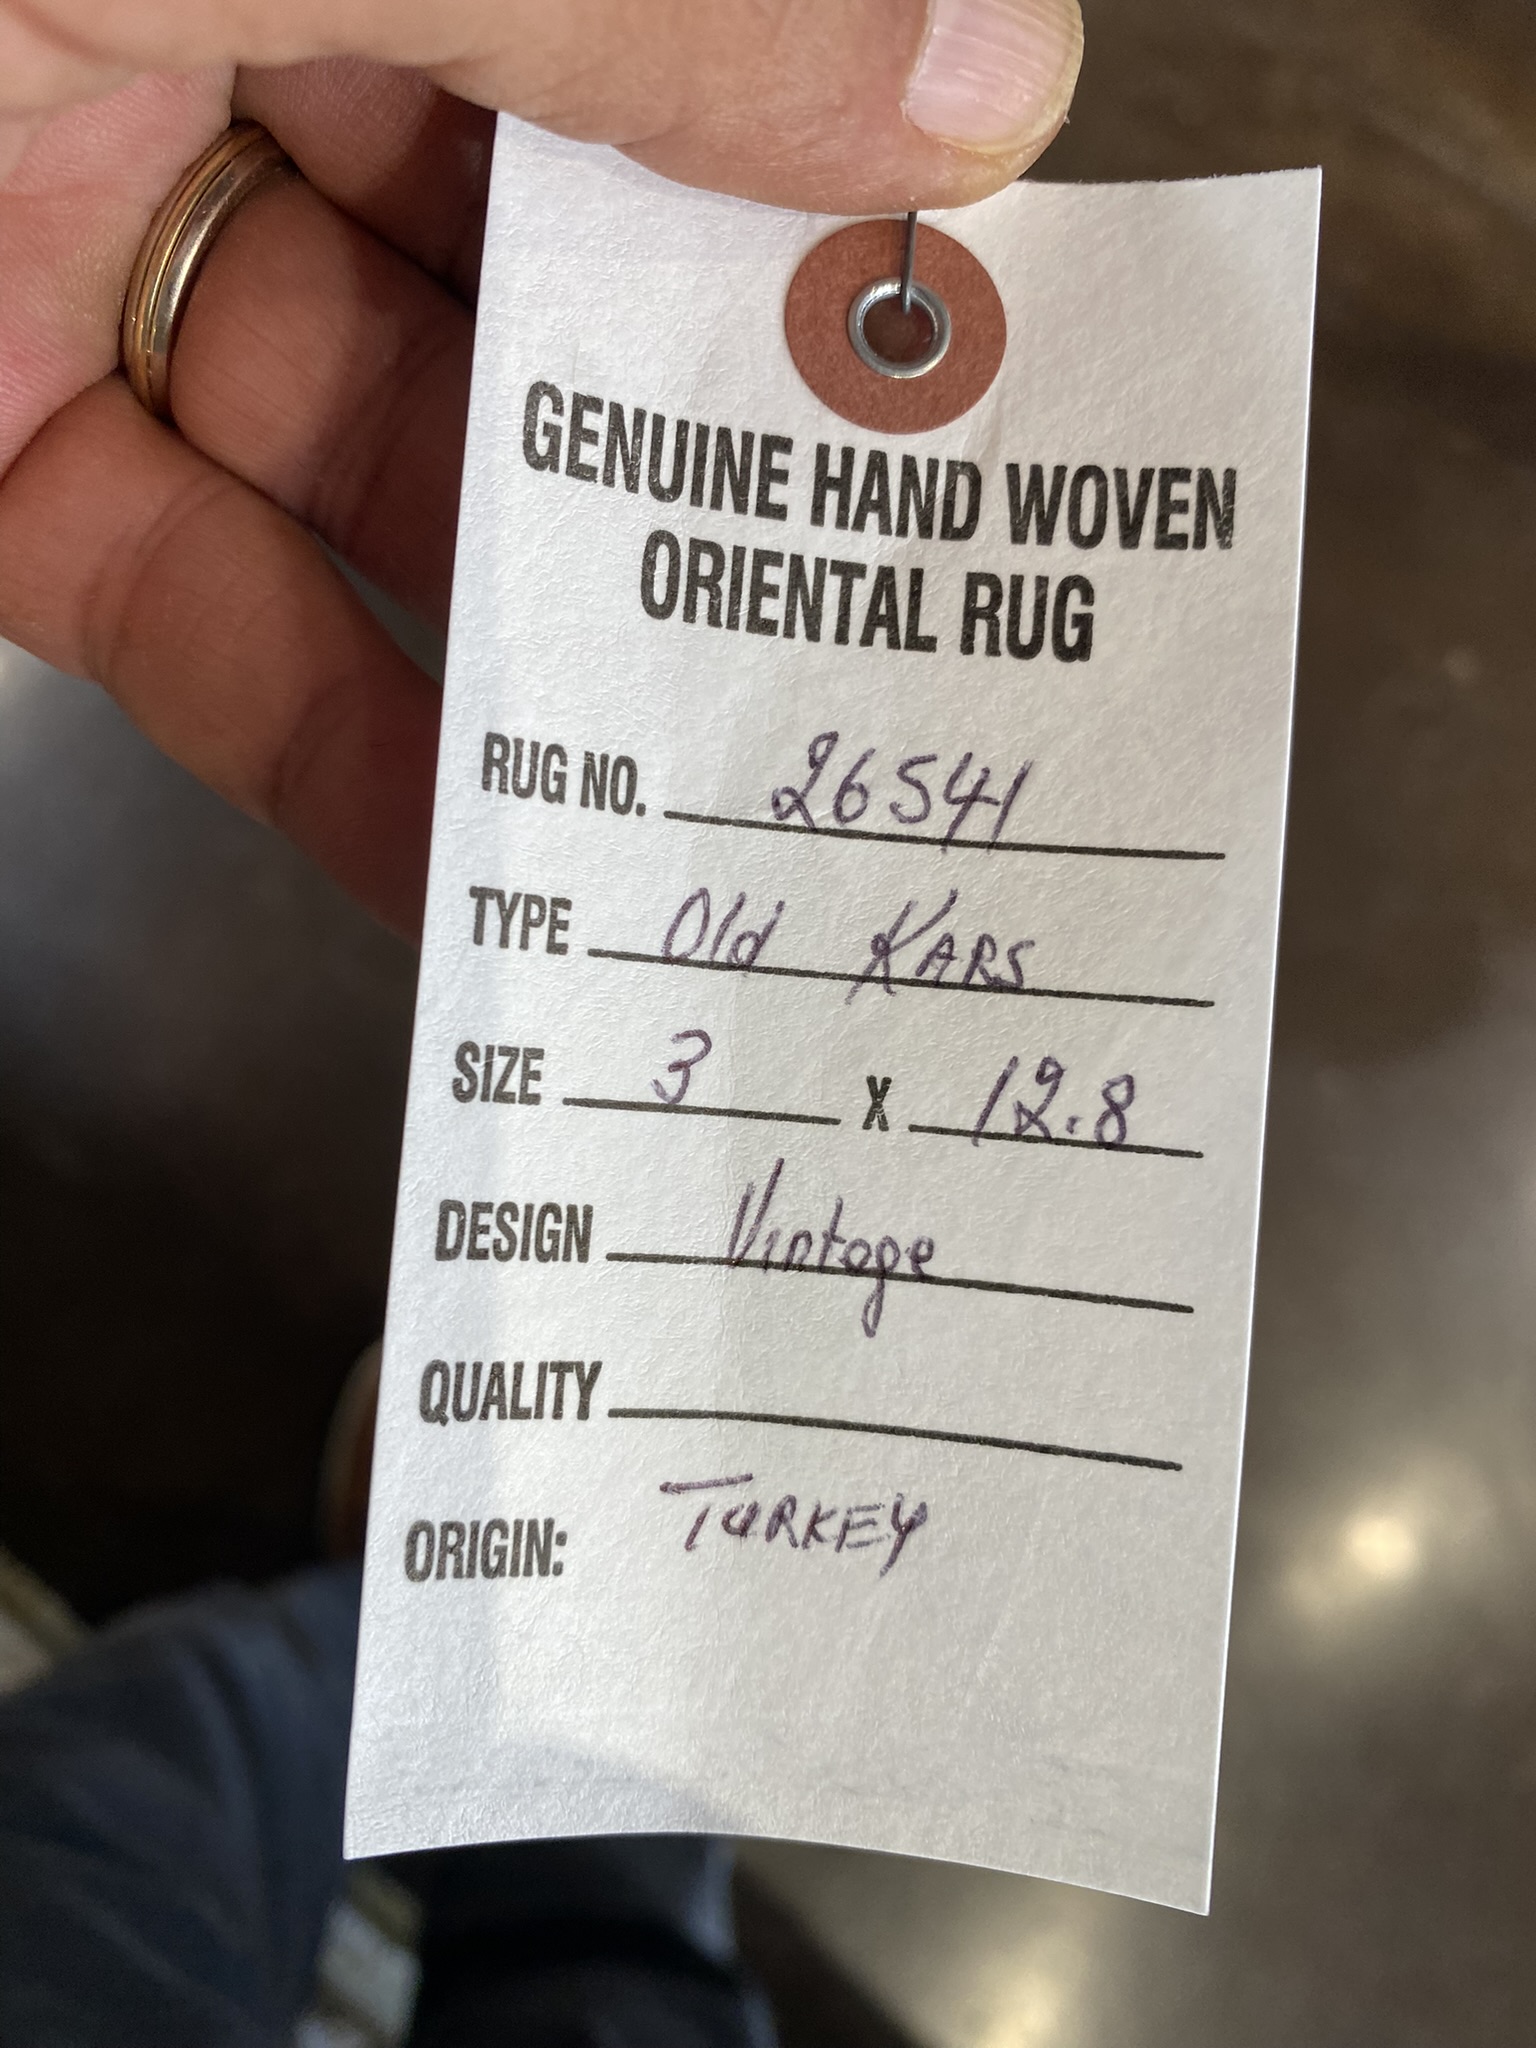 GENUINE HAND WOVEN
ORIENTAL RUG
RUG NO. 26541
TYPE Old KARS
SIZE 3 X 12.8
DESIGN Vintage
QUALITY
ORIGIN: TURKEY